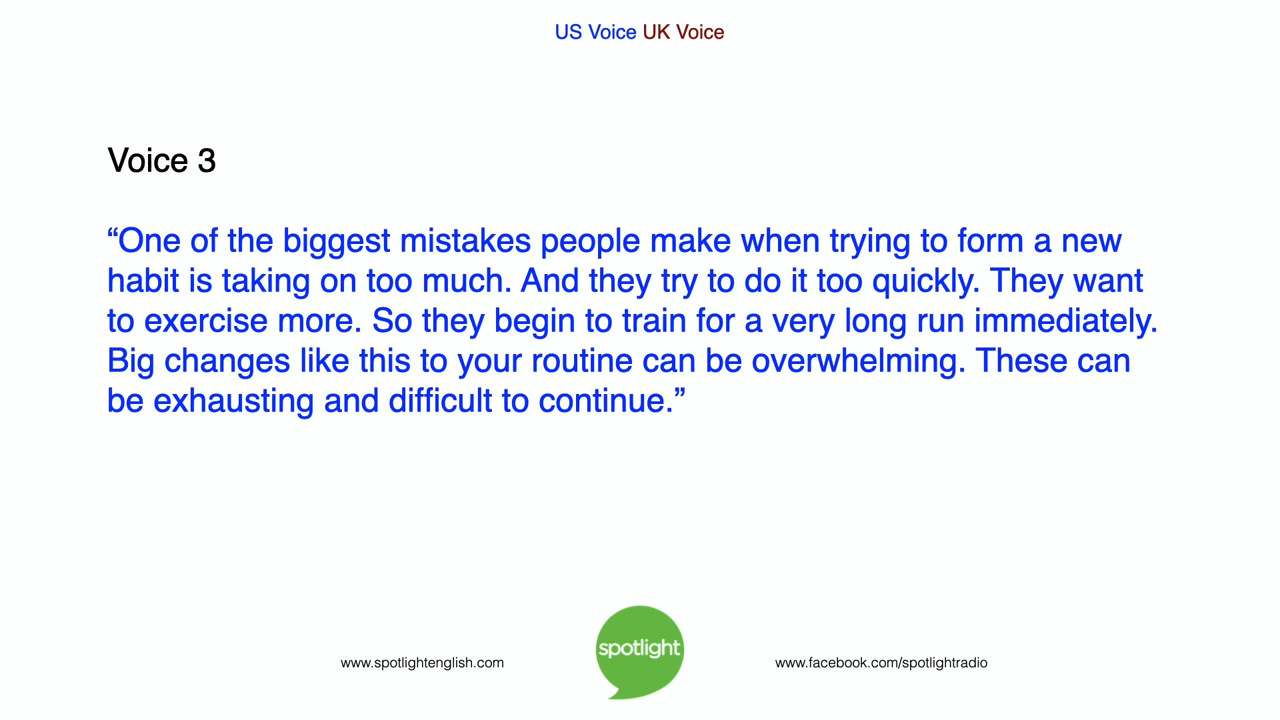 US Voice UK Voice
Voice 3
“One of the biggest mistakes people make when trying to form a new
habit is taking on too much. And they try to do it too quickly. They want
to exercise more. So they begin to train for a very long run immediately.
Big changes like this to your routine can be overwhelming. These can
be exhausting and difficult to continue.”
spotlight
www.spotlightenglish.com
www.facebook.com/spotlightradio